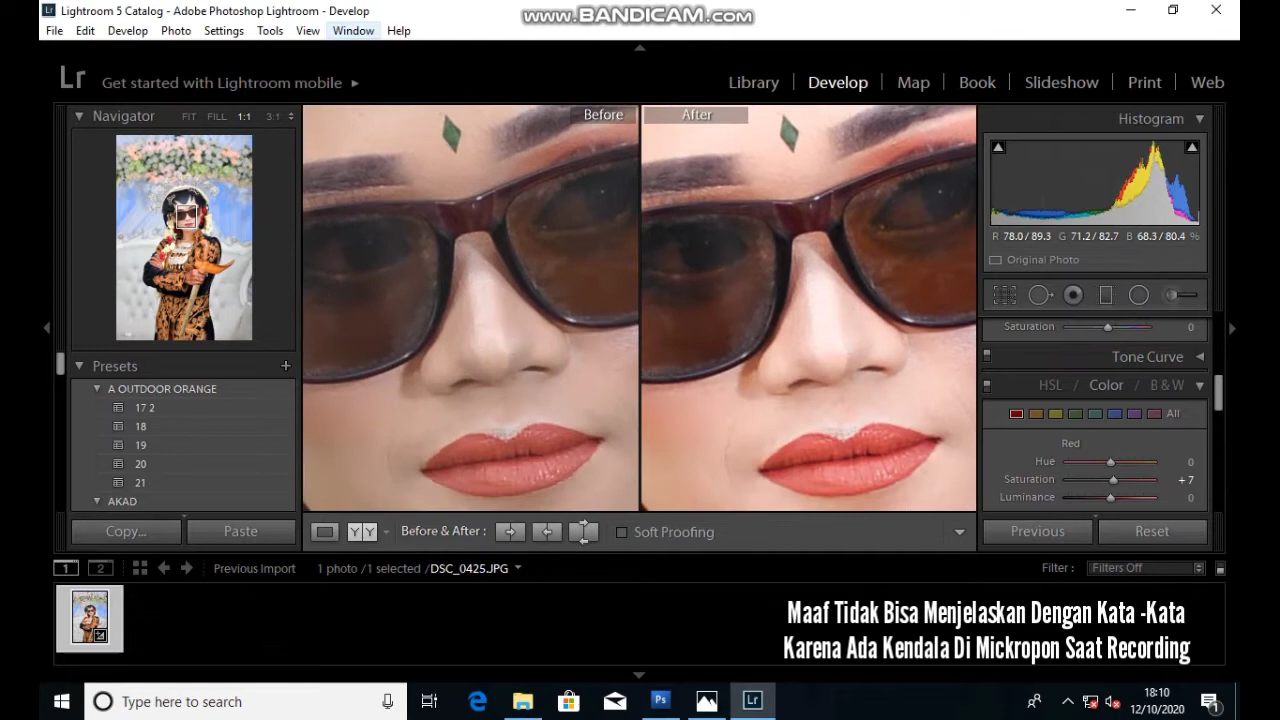 Lightroom 5 Catalog - Adobe Photoshop Lightroom - Develop
www.BANDICAM.com
File Edit Develop Photo Settings Tools View Window Help
Lr Get started with Lightroom mobile
Library Develop Map Book Slideshow Print Web
Navigator FIT FILL 1:1 3:1
Before After
Histogram
R 78.0 / 89.3 G 71.2 / 82.7 B 68.3 / 80.4 %
Original Photo
Saturation 0
Tone Curve
HSL / Color / B & W
All
Red
Hue 0
Saturation + 7
Luminance 0
Presets +
A OUTDOOR ORANGE
17 2
18
19
20
21
AKAD
Copy... Paste
Y Y Before & After : Soft Proofing
Previous Reset
1 2 Previous Import 1 photo / 1 selected / DSC_0425.JPG Filter : Filters Off
Maaf Tidak Bisa Menjelaskan Dengan Kata -Kata
Karena Ada Kendala Di Mickropon Saat Recording
Type here to search
Ps Lr
18:10
12/10/2020
1